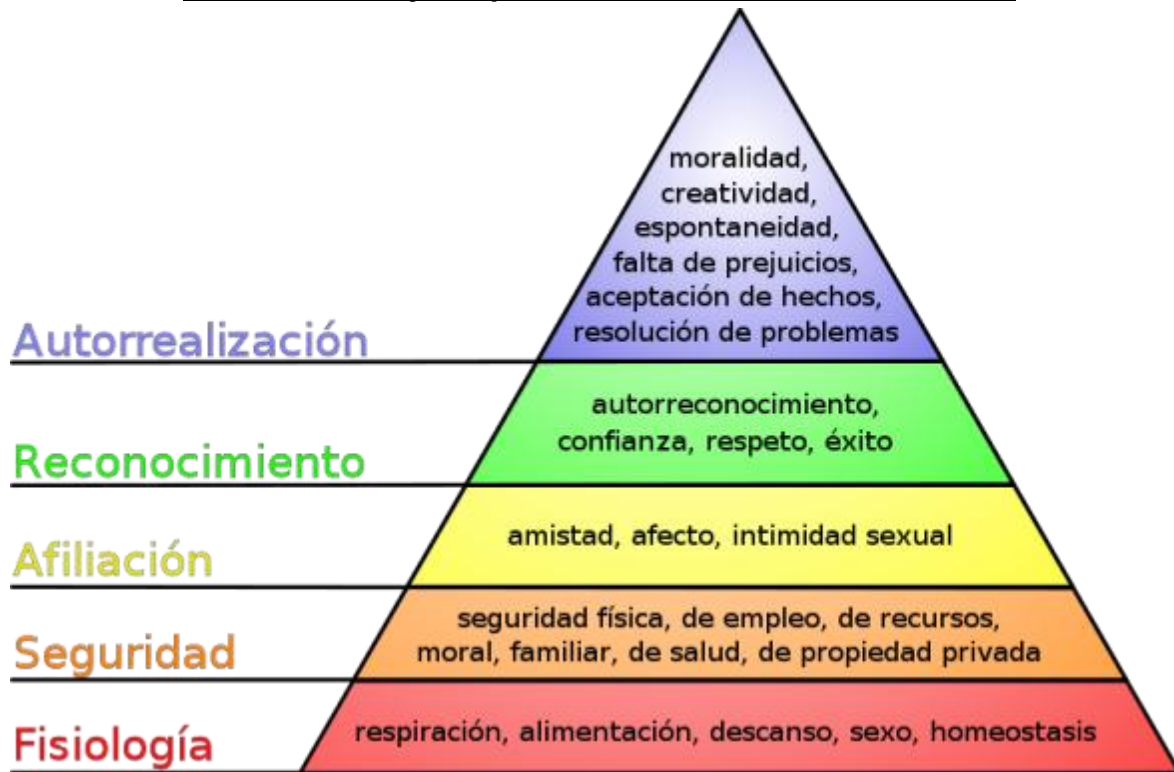 moralidad,
creatividad,
espontaneidad,
falta de prejuicios,
aceptación de hechos,
resolución de problemas
Autorrealización
autorreconocimiento,
confianza, respeto, éxito
Reconocimiento
amistad, afecto, intimidad sexual
Afiliación
seguridad física, de empleo, de recursos,
moral, familiar, de salud, de propiedad privada
Seguridad
respiración, alimentación, descanso, sexo, homeostasis
Fisiología